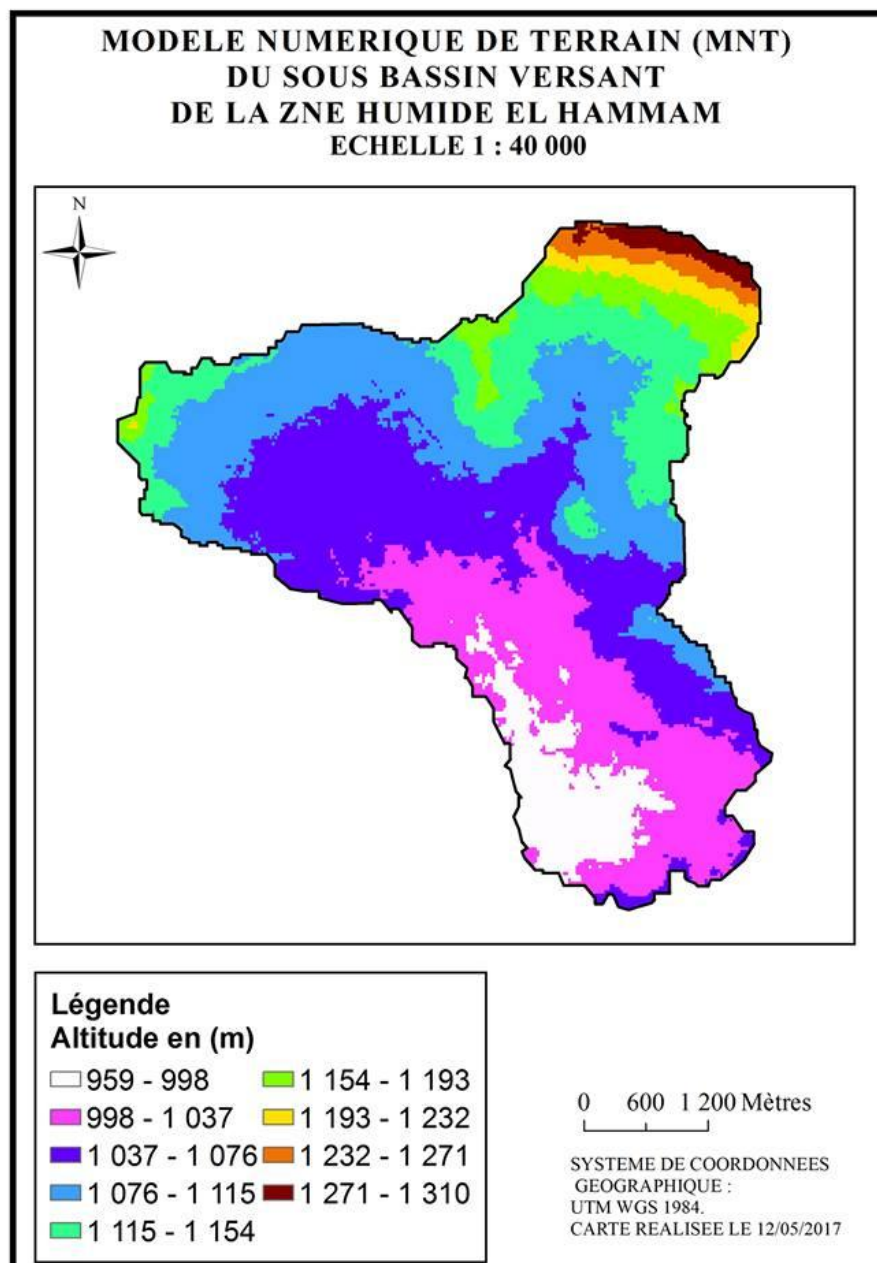 MODELE NUMERIQUE DE TERRAIN (MNT)
DU SOUS BASSIN VERSANT
DE LA ZNE HUMIDE EL HAMMAM
ECHELLE 1 : 40 000
N
Légende
Altitude en (m)
959 - 998
998 - 1 037
1 037 - 1 076
1 076 - 1 115
1 115 - 1 154
1 154 - 1 193
1 193 - 1 232
1 232 - 1 271
1 271 - 1 310
0 600 1 200 Mètres
SYSTEME DE COORDONNEES
GEOGRAPHIQUE :
UTM WGS 1984.
CARTE REALISEE LE 12/05/2017